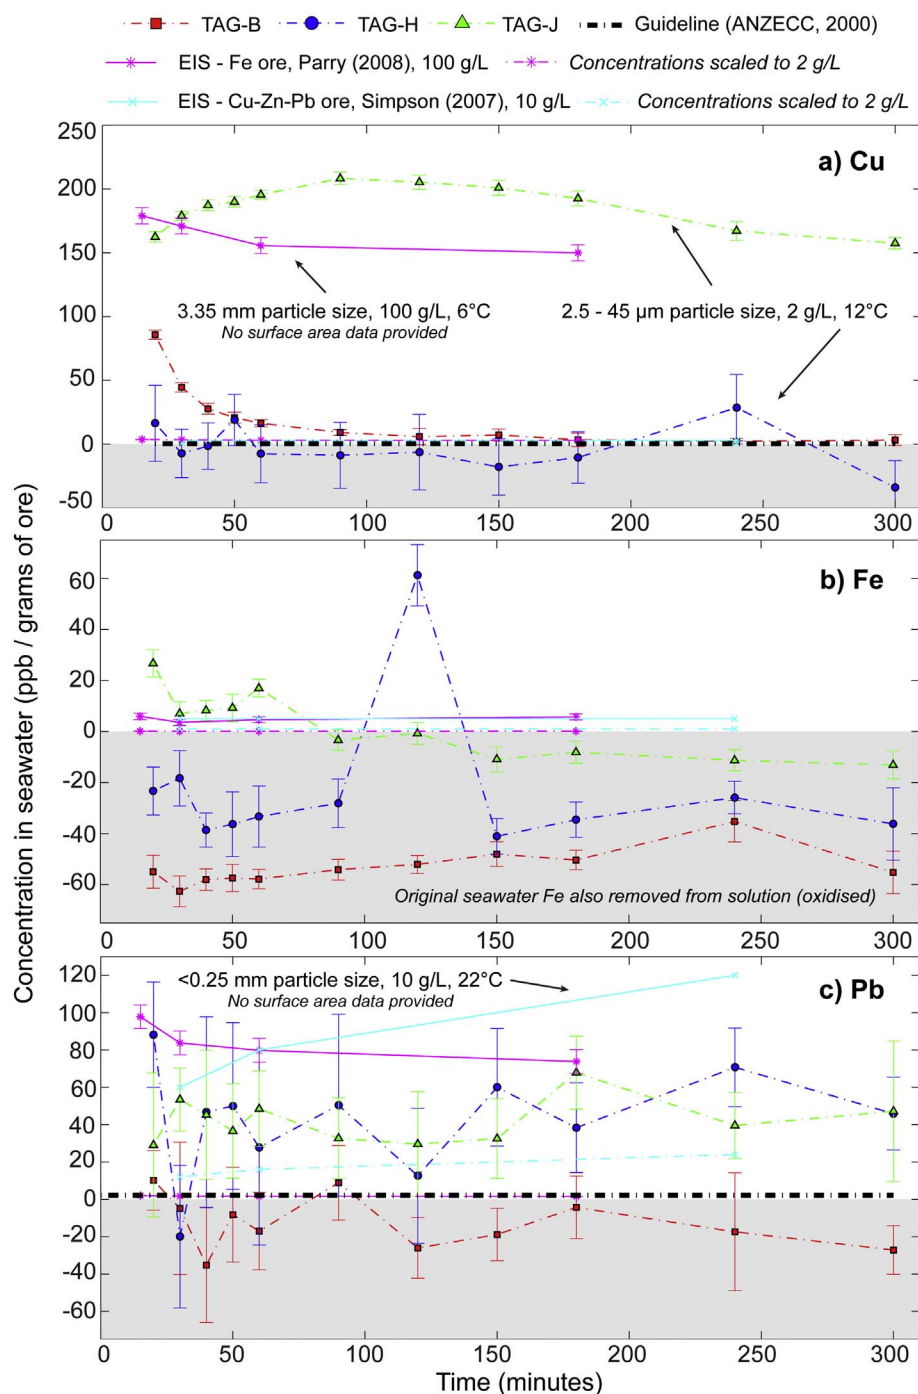 TAG-B TAG-H TAG-J Guideline (ANZECC, 2000)
EIS - Fe ore, Parry (2008), 100 g/L Concentrations scaled to 2 g/L
EIS - Cu-Zn-Pb ore, Simpson (2007), 10 g/L Concentrations scaled to 2 g/L
Concentration in seawater (ppb / grams of ore)
250
200
150
100
50
0
-50
a) Cu
3.35 mm particle size, 100 g/L, 6°C
No surface area data provided
2.5 - 45 µm particle size, 2 g/L, 12°C
0 50 100 150 200 250 300
60
40
20
0
-20
-40
-60
b) Fe
Original seawater Fe also removed from solution (oxidised)
0 50 100 150 200 250 300
120
100
80
60
40
20
0
-20
-40
-60
<0.25 mm particle size, 10 g/L, 22°C
No surface area data provided
c) Pb
0 50 100 150 200 250 300
Time (minutes)